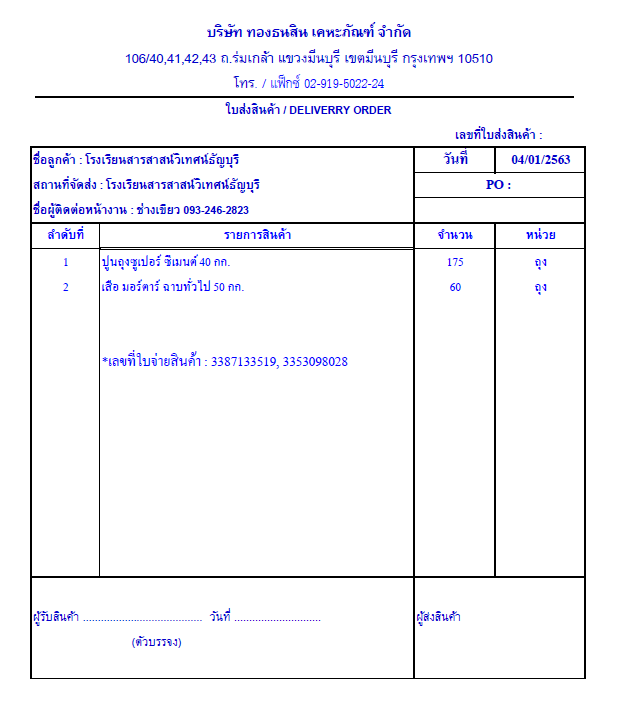 บริษัท ทองธนสิน เคหะภัณฑ์ จำกัด
106/40,41,42,43 ถ.ร่มเกล้า แขวงมีนบุรี เขตมีนบุรี กรุงเทพฯ 10510
โทร. / แฟ็กซ์ 02-919-5022-24
ใบส่งสินค้า / DELIVERRY ORDER
เลขที่ใบส่งสินค้า :
ชื่อลูกค้า : โรงเรียนสารสาสน์วิเทศน์ธัญบุรี วันที่ 04/01/2563
สถานที่จัดส่ง : โรงเรียนสารสาสน์วิเทศน์ธัญบุรี PO :
ชื่อผู้ติดต่อหน้างาน : ช่างเขียว 093-246-2823
ลำดับที่ รายการสินค้า จำนวน หน่วย
1 ปูนถุงซูเปอร์ ซีเมนต์ 40 กก. 175 ถุง
2 เสือ มอร์ตาร์ ฉาบทั่วไป 50 กก. 60 ถุง
*เลขที่ใบจ่ายสินค้า : 3387133519, 3353098028
ผู้รับสินค้า ........................................ วันที่ ............................. ผู้ส่งสินค้า
(ตัวบรรจง)